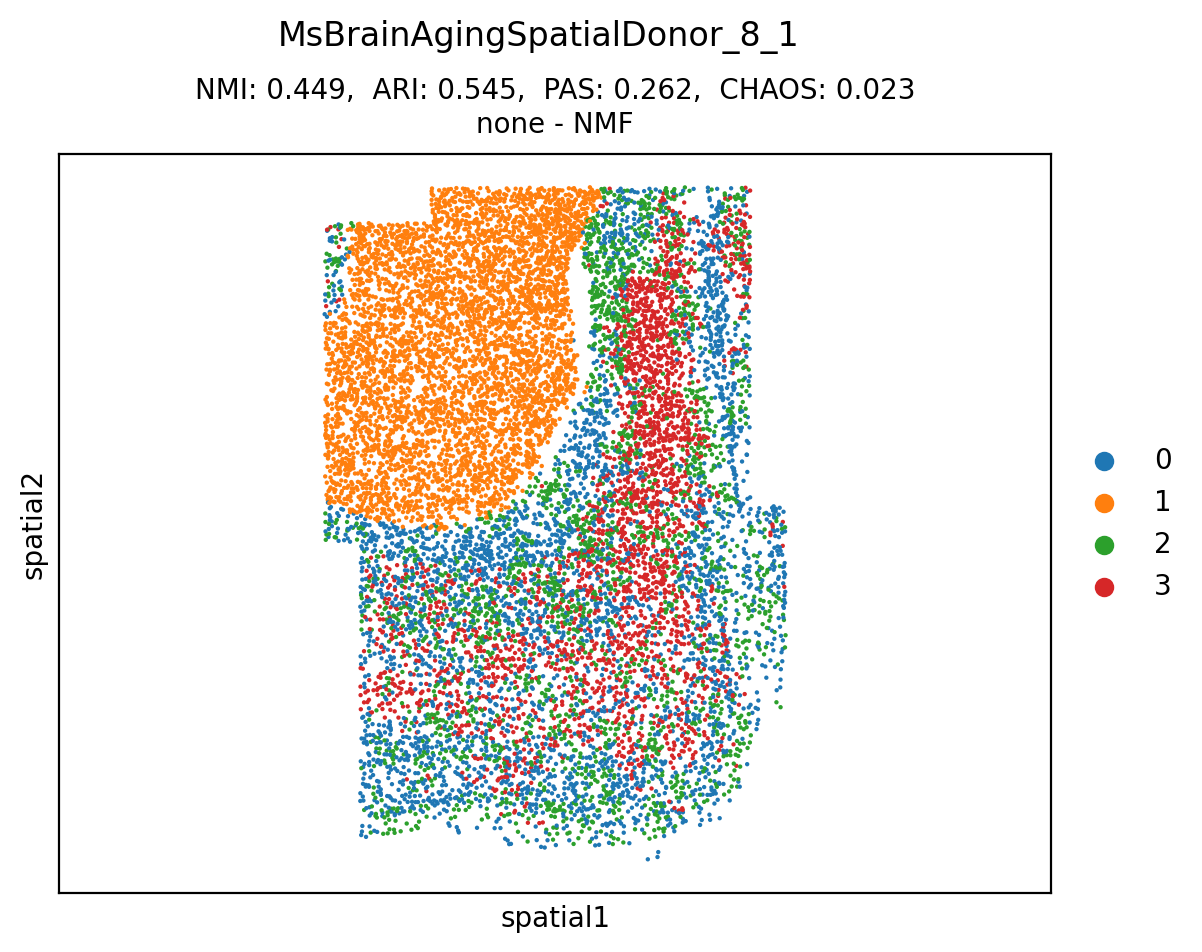 MsBrainAgingSpatialDonor_8_1
NMI: 0.449,  ARI: 0.545,  PAS: 0.262,  CHAOS: 0.023
none - NMF
spatial2
0
1
2
3
spatial1